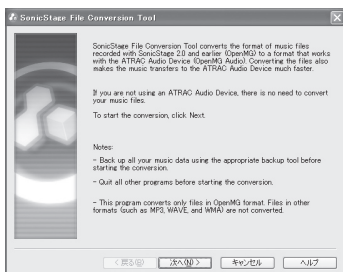 SonicStage File Conversion Tool
SonicStage File Conversion Tool converts the format of music files
recorded with SonicStage 2.0 and earlier (OpenMG) to a format that works
with the ATRAC Audio Device (OpenMG Audio). Converting the files also
makes the music transfers to the ATRAC Audio Device much faster.
If you are not using an ATRAC Audio Device, there is no need to convert
your music files.
To start the conversion, click Next.
Notes:
- Back up all your music data using the appropriate backup tool before
starting the conversion.
- Quit all other programs before starting the conversion.
- This program converts only files in OpenMG format. Files in other
formats (such as MP3, WAVE, and WMA) are not converted.
< 戻る(B) 次へ(N) > キャンセル ヘルプ